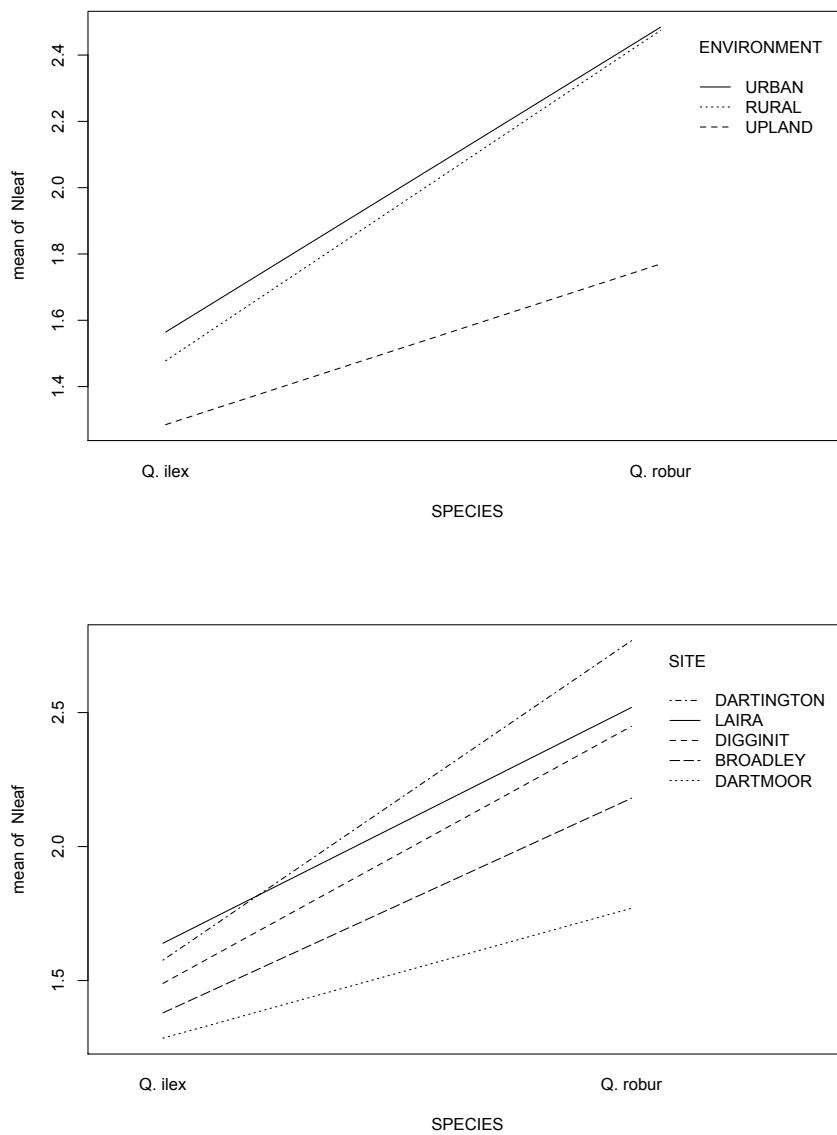 ENVIRONMENT
URBAN
RURAL
UPLAND
mean of Nleaf
2.4
2.2
2.0
1.8
1.6
1.4
Q. ilex
Q. robur
SPECIES
SITE
DARTINGTON
LAIRA
DIGGINIT
BROADLEY
DARTMOOR
mean of Nleaf
2.5
2.0
1.5
Q. ilex
Q. robur
SPECIES